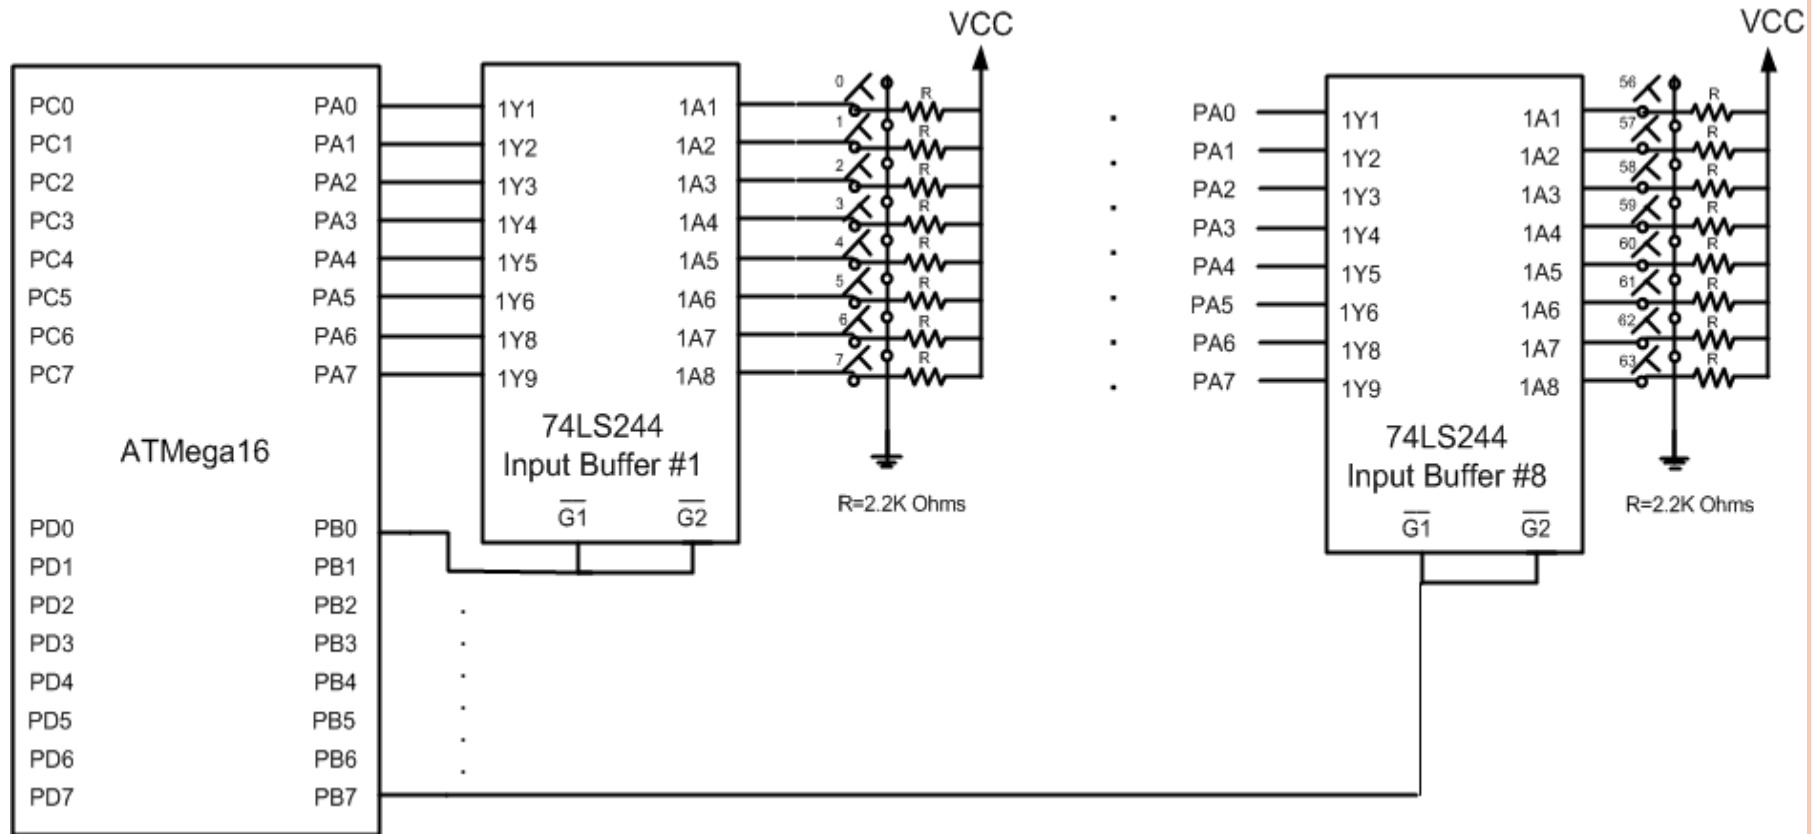 VCC
VCC
PC0 PA0 1Y1 1A1 0 R PA0 1Y1 1A1 56 R
PC1 PA1 1Y2 1A2 1 R PA1 1Y2 1A2 57 R
PC2 PA2 1Y3 1A3 2 R PA2 1Y3 1A3 58 R
PC3 PA3 1Y4 1A4 3 R PA3 1Y4 1A4 59 R
PC4 PA4 1Y5 1A5 4 R PA4 1Y5 1A5 60 R
PC5 PA5 1Y6 1A6 5 R PA5 1Y6 1A6 61 R
PC6 PA6 1Y8 1A7 6 R PA6 1Y8 1A7 62 R
PC7 PA7 1Y9 1A8 7 R PA7 1Y9 1A8 63 R
ATMega16
74LS244
Input Buffer #1
G1 G2
R=2.2K Ohms
74LS244
Input Buffer #8
G1 G2
R=2.2K Ohms
PD0 PB0
PD1 PB1
PD2 PB2
PD3 PB3
PD4 PB4
PD5 PB5
PD6 PB6
PD7 PB7